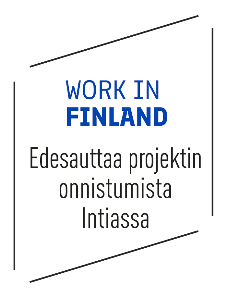 WORK IN
FINLAND
Edesauttaa projektin
onnistumista
Intiassa